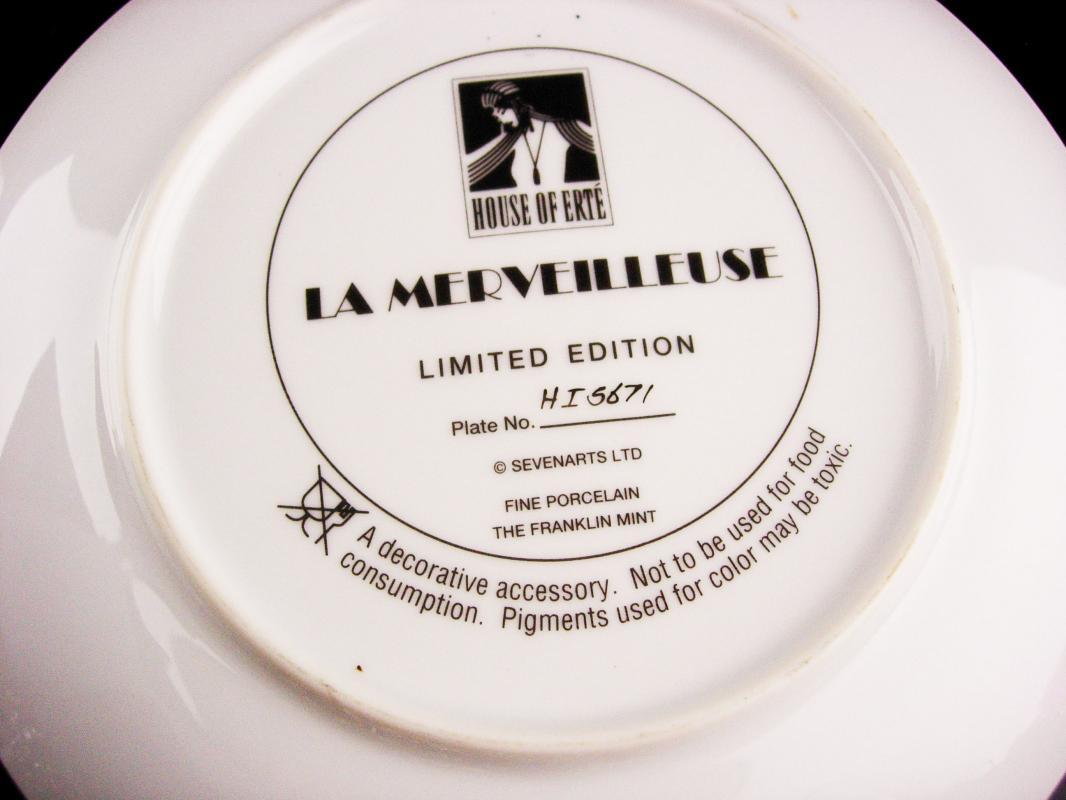 HOUSE OF ERTÉ
LA MERVEILLEUSE
LIMITED EDITION
Plate No. HI5671
© SEVENARTS LTD
FINE PORCELAIN
THE FRANKLIN MINT
A decorative accessory. Not to be used for food
consumption. Pigments used for color may be toxic.